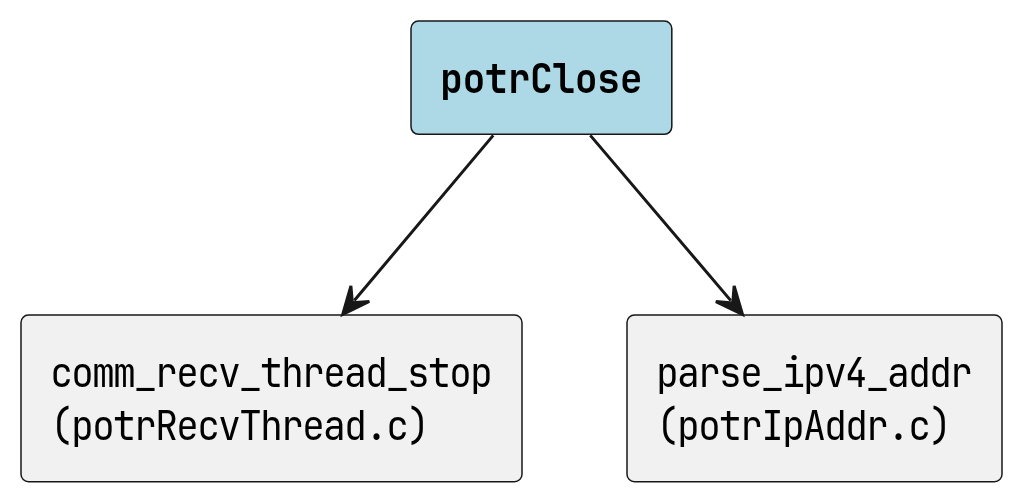 potrClose
comm_recv_thread_stop
(potrRecvThread.c)
parse_ipv4_addr
(potrIpAddr.c)